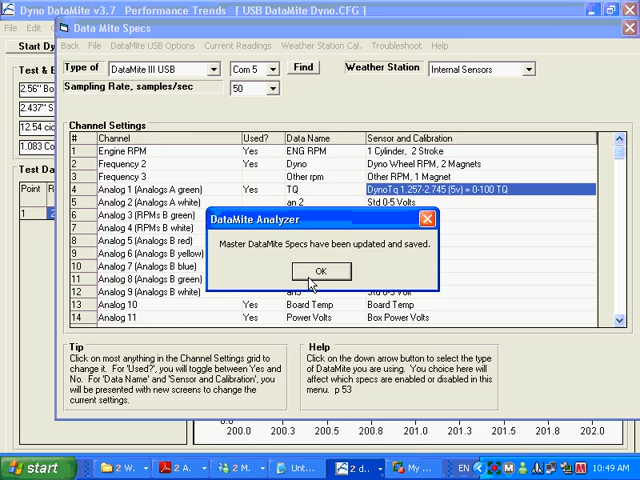 Dyno DataMite v3.7 Performance Trends [ USB DataMite Dyno.CFG ]
File
Data Mite Specs
Back File DataMite USB Options Current Readings Weather Station Cal. Troubleshoot Help
Start Dy
Type of
DataMite III USB
Com 5
Find
Weather Station
Internal Sensors
Sampling Rate, samples/sec
50
Test & E
2.56" Bo
2.437" S
12.54 ci
1.083 Co
Test Dat
Point
1
Channel Settings
# Channel Used? Data Name Sensor and Calibration
1 Engine RPM Yes ENG RPM 1 Cylinder, 2 Stroke
2 Frequency 2 Yes Dyno Dyno Wheel RPM, 2 Magnets
3 Frequency 3 Other rpm Other RPM, 1 Magnet
4 Analog 1 (Analogs A green) Yes TQ DynoTq 1.257-2.745 (5v) = 0-100 TQ
5 Analog 2 (Analogs A white) an 2 Std 0-5 Volts
6 Analog 3 (RPMs B green)
7 Analog 4 (RPMs B white)
8 Analog 5 (Analogs B red)
9 Analog 6 (Analogs B yellow)
10 Analog 7 (Analogs B blue)
11 Analog 8 (Analogs B green)
12 Analog 9 (Analogs B white)
13 Analog 10 Yes Board Temp Board Temp
14 Analog 11 Yes Power Volts Box Power Volts
DataMite Analyzer
Master DataMite Specs have been updated and saved.
OK
Tip
Click on most anything in the Channel Settings grid to
change it. For 'Used?', you will toggle between Yes and
No. For 'Data Name' and 'Sensor and Calibration', you
will be presented with new screens to change the
current settings.
Help
Click on the down arrow button to select the type
of DataMite you are using. You choice here will
affect which specs are enabled or disabled in this
menu. p 53
0 200.0 200.3 200.5 200.8 201.0 201.3 201.5 201.8 202.0
start
2 W...
2 A...
2 M...
Unt...
2 d...
My ...
EN
10:49 AM